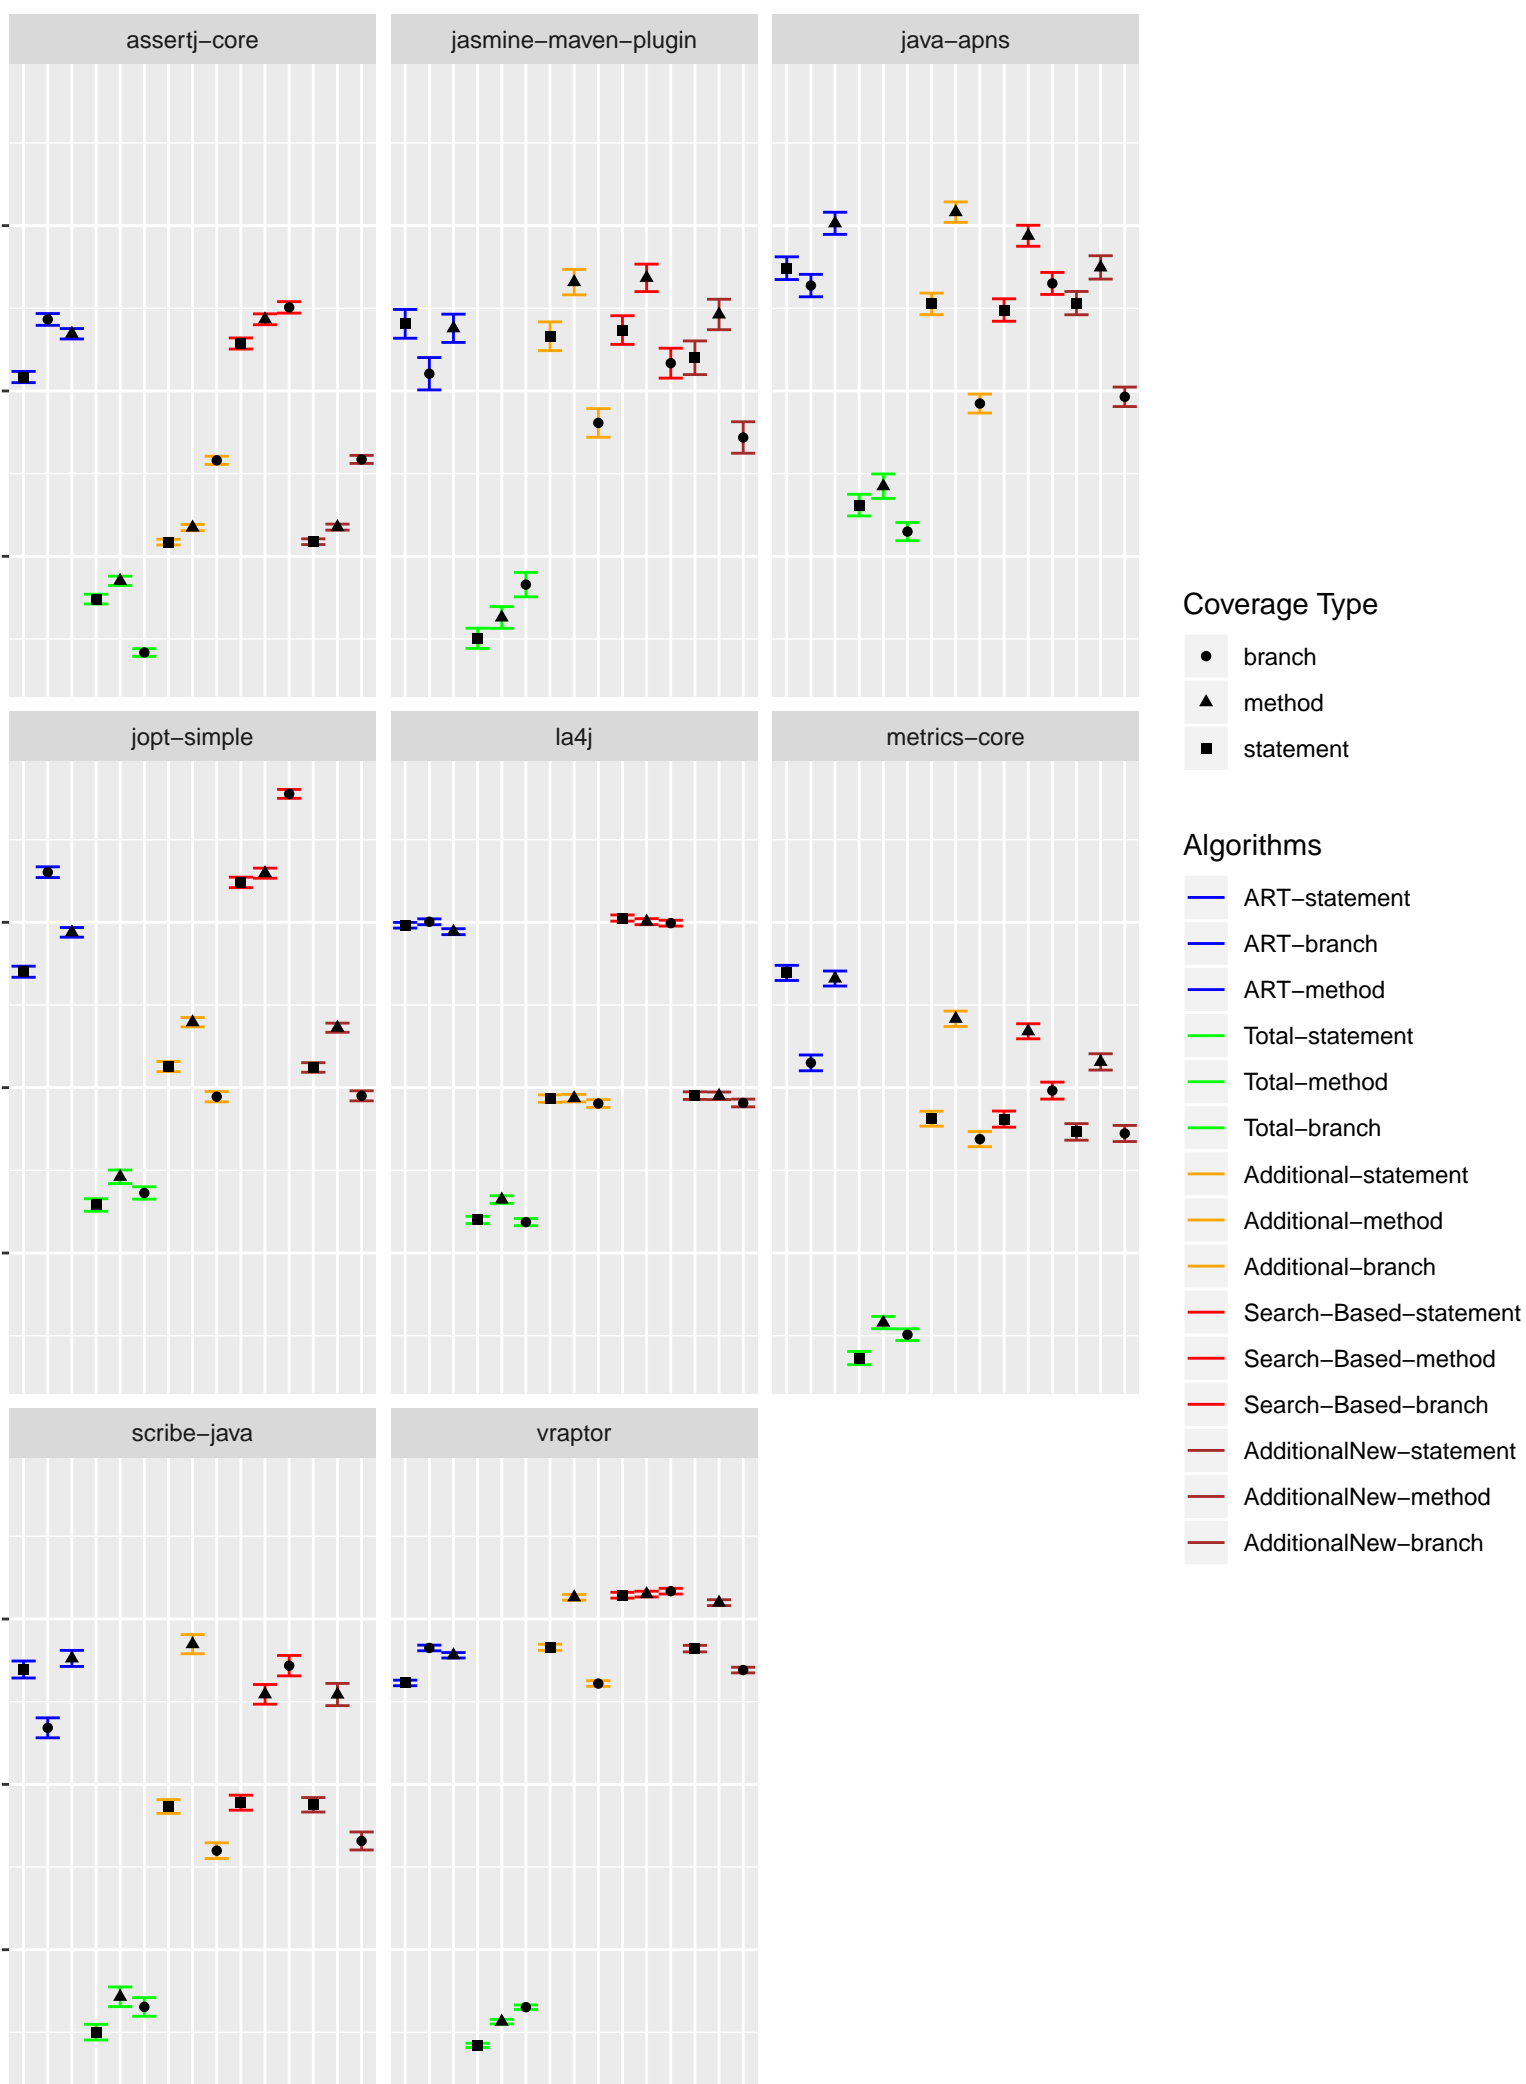 assertj−core
jasmine−maven−plugin
java−apns
jopt−simple
la4j
metrics−core
scribe−java
vraptor
Coverage Type
branch
method
statement
Algorithms
ART−statement
ART−branch
ART−method
Total−statement
Total−method
Total−branch
Additional−statement
Additional−method
Additional−branch
Search−Based−statement
Search−Based−method
Search−Based−branch
AdditionalNew−statement
AdditionalNew−method
AdditionalNew−branch